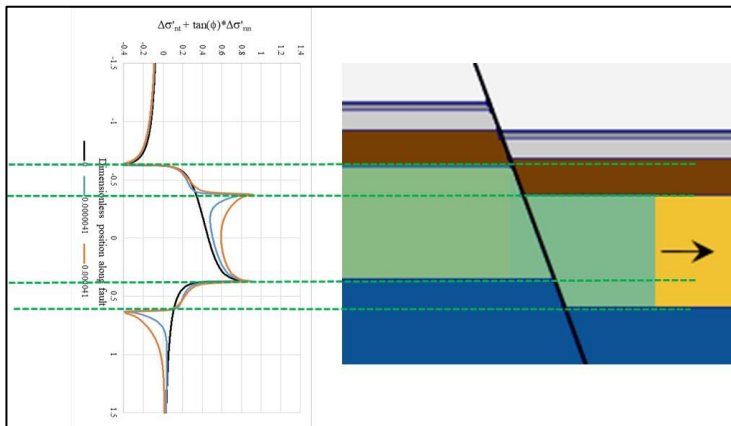 Δσ'nt + tan(ϕ)*Δσ'nn
-0.4 -0.2 0 0.2 0.4 0.6 0.8 1 1.2 1.4
-1.5
-1
-0.5
0
0.5
1
1.5
Dimensionless position along fault
0 0.0000041 0.000041